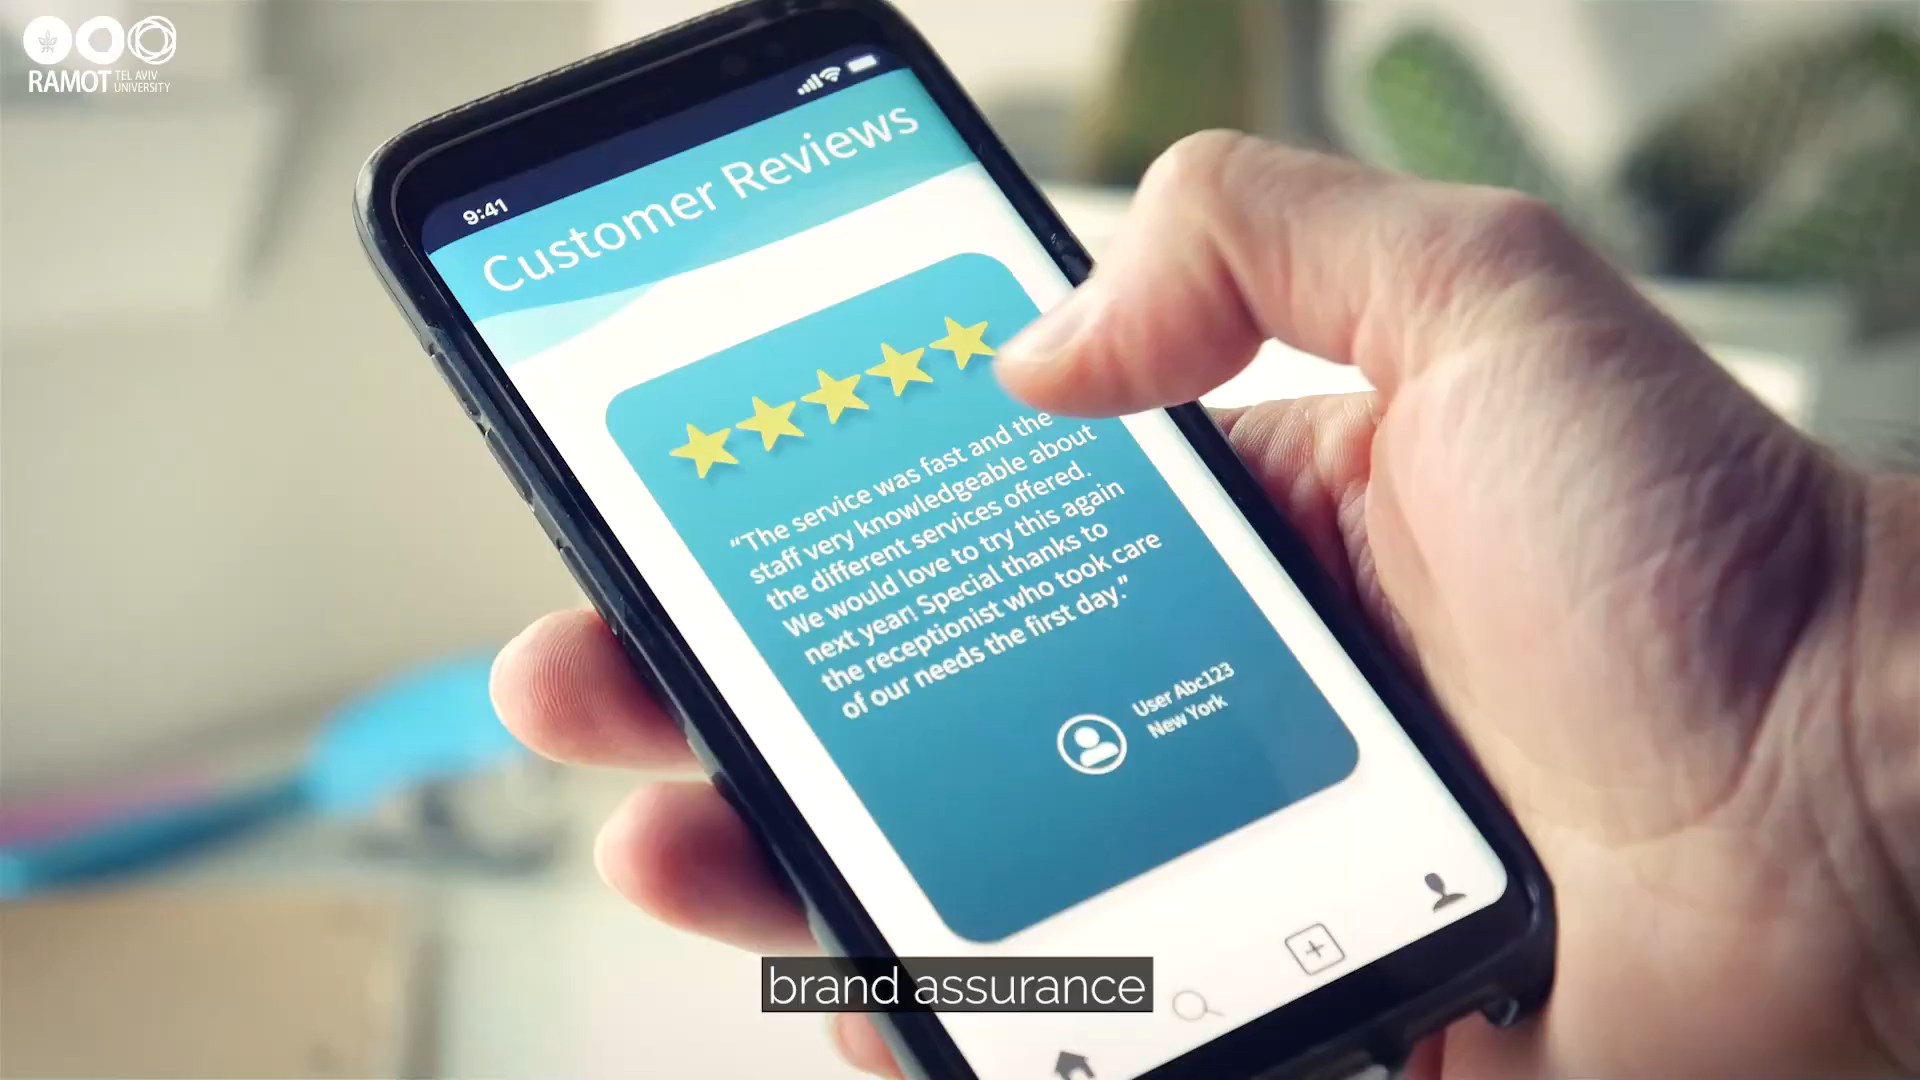 RAMOT TEL AVIV
UNIVERSITY
9:41
Customer Reviews
“The service was fast and the
staff very knowledgeable about
the different services offered.
We would love to try this again
next year! Special thanks to
the receptionist who took care
of our needs the first day.”
User Abc123
New York
brand assurance